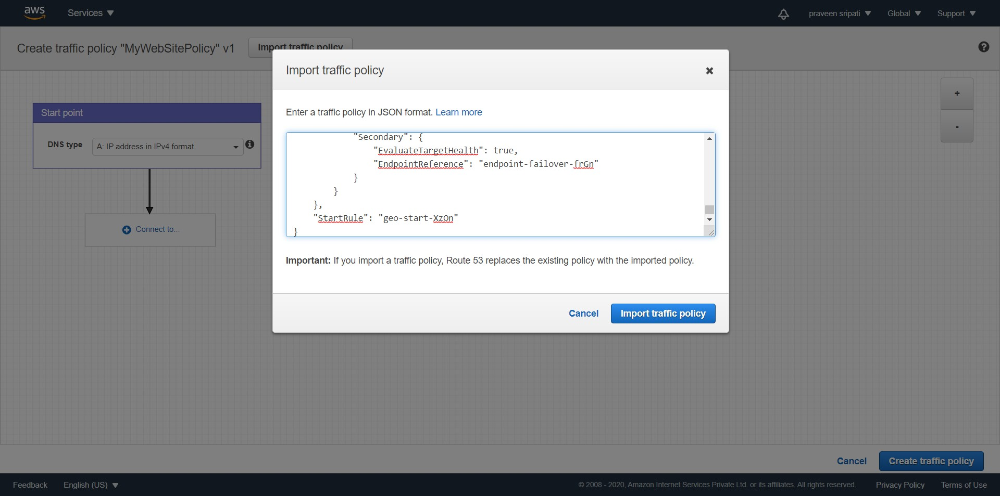 aws Services praveen sripati Global Support
Create traffic policy "MyWebSitePolicy" v1 Import traffic policy
Import traffic policy
Enter a traffic policy in JSON format. Learn more
Start point
DNS type A: IP address in IPv4 format
Connect to...
"Secondary": {
"EvaluateTargetHealth": true,
"EndpointReference": "endpoint-failover-frGn"
}
}
},
"StartRule": "geo-start-XzOn"
}
Important: If you import a traffic policy, Route 53 replaces the existing policy with the imported policy.
Cancel Import traffic policy
+
-
Cancel Create traffic policy
Feedback English (US) © 2008 - 2020, Amazon Internet Services Private Ltd. or its affiliates. All rights reserved. Privacy Policy Terms of Use